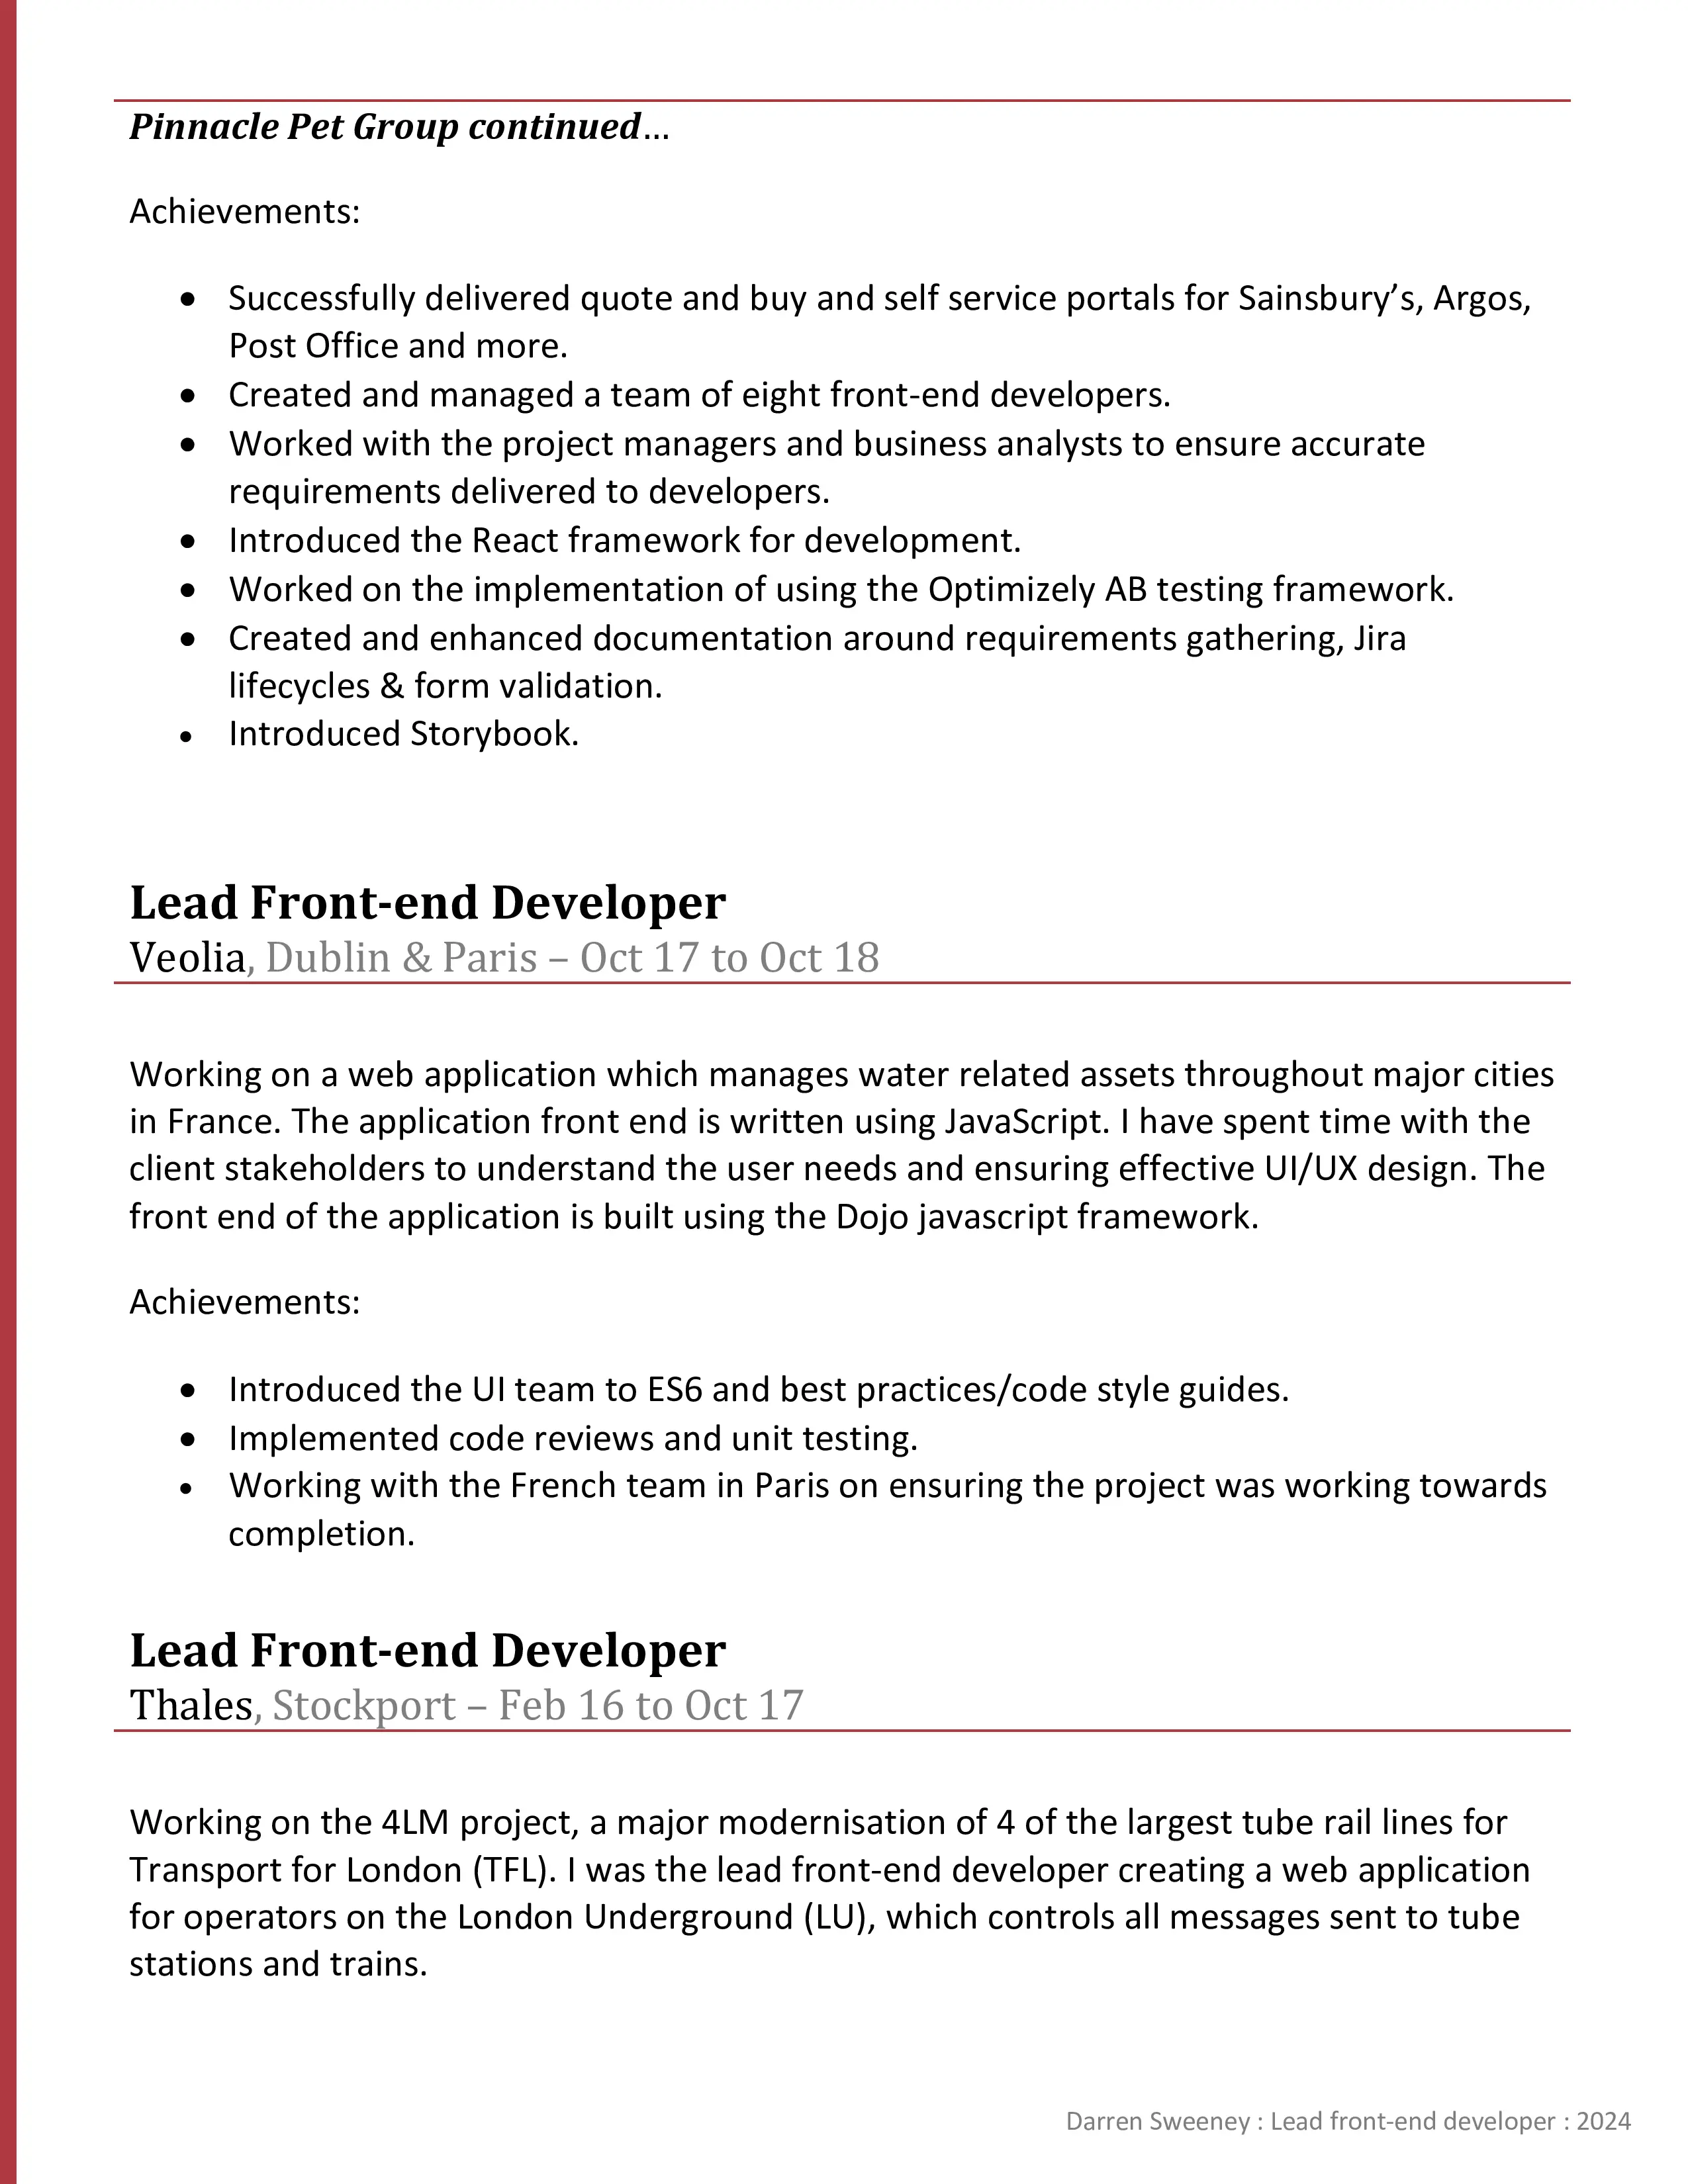 Pinnacle Pet Group continued…
Achievements:
• Successfully delivered quote and buy and self service portals for Sainsbury’s, Argos,
Post Office and more.
• Created and managed a team of eight front-end developers.
• Worked with the project managers and business analysts to ensure accurate
requirements delivered to developers.
• Introduced the React framework for development.
• Worked on the implementation of using the Optimizely AB testing framework.
• Created and enhanced documentation around requirements gathering, Jira
lifecycles & form validation.
• Introduced Storybook.
Lead Front-end Developer
Veolia, Dublin & Paris – Oct 17 to Oct 18
Working on a web application which manages water related assets throughout major cities
in France. The application front end is written using JavaScript. I have spent time with the
client stakeholders to understand the user needs and ensuring effective UI/UX design. The
front end of the application is built using the Dojo javascript framework.
Achievements:
• Introduced the UI team to ES6 and best practices/code style guides.
• Implemented code reviews and unit testing.
• Working with the French team in Paris on ensuring the project was working towards
completion.
Lead Front-end Developer
Thales, Stockport – Feb 16 to Oct 17
Working on the 4LM project, a major modernisation of 4 of the largest tube rail lines for
Transport for London (TFL). I was the lead front-end developer creating a web application
for operators on the London Underground (LU), which controls all messages sent to tube
stations and trains.
Darren Sweeney : Lead front-end developer : 2024